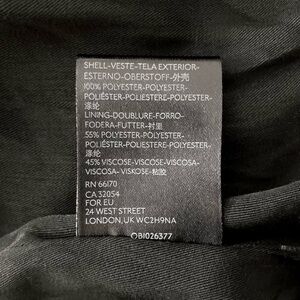 SHELL-VESTE-TELA EXTERIOR-
ESTERNO-OBERSTOFF-外壳
100% POLYESTER-POLYESTER-
POLIÉSTER-POLIESTERE-POLYESTER-
涤纶
LINING-DOUBLURE-FORRO-
FODERA-FUTTER-衬里
55% POLYESTER-POLYESTER-
POLIÉSTER-POLIESTERE-POLYESTER-
涤纶
45% VISCOSE-VISCOSE-VISCOSA-
VISCOSA-VISKOSE-粘胶
RN 66170
CA 32054
FOR EU
24 WEST STREET
LONDON, UK WC2H9NA
OBI026377